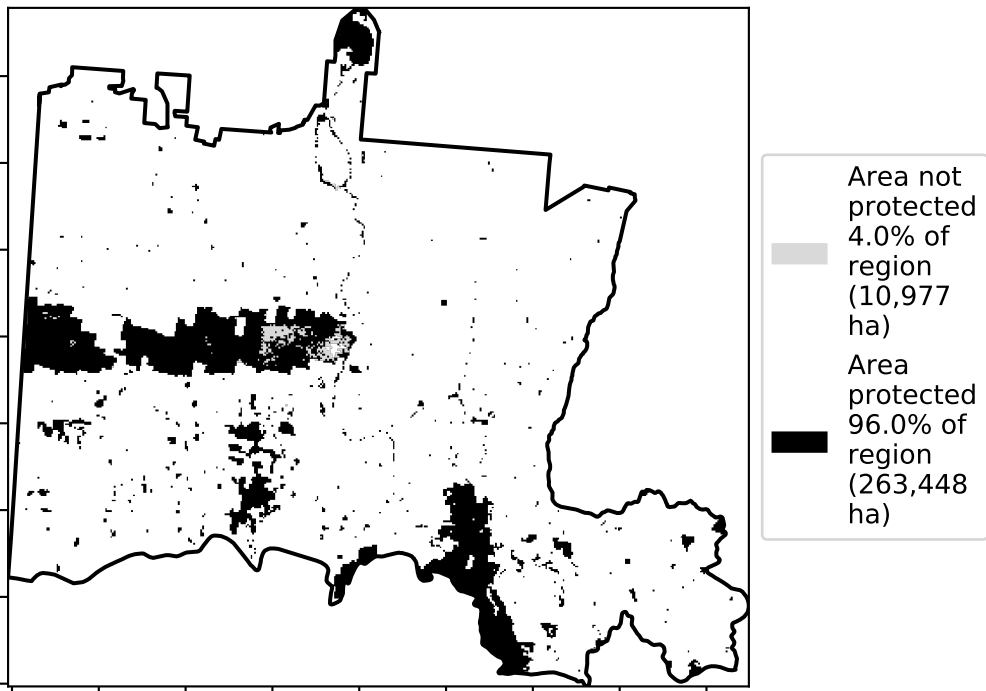 Area not
protected
4.0% of
region
(10,977
ha)
Area
protected
96.0% of
region
(263,448
ha)